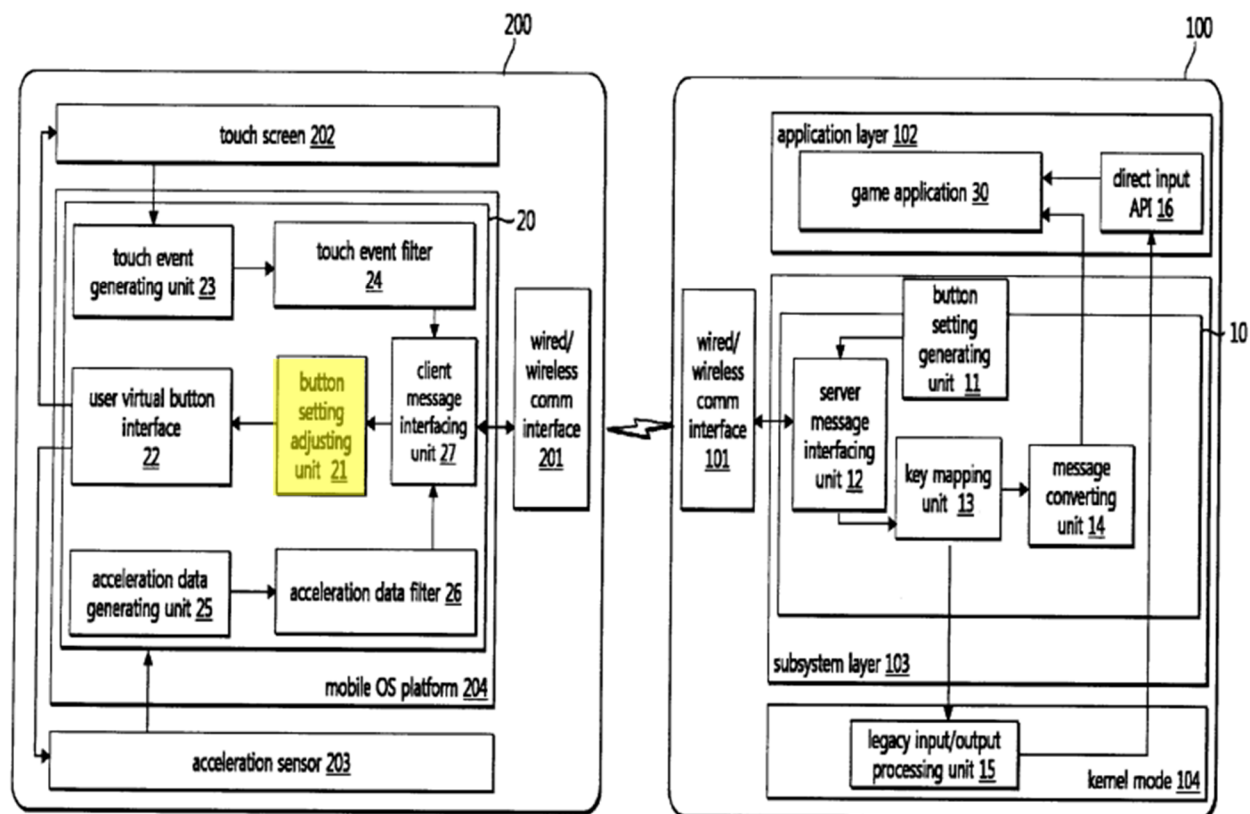 200
100
touch screen 202
20
touch event
generating unit 23
touch event filter
24
user virtual button
interface
22
button
setting
adjusting
unit 21
client
message
interfacing
unit 27
wired/
wireless
comm
interface
201
acceleration data
generating unit 25
acceleration data filter 26
mobile OS platform 204
acceleration sensor 203
application layer 102
game application 30
direct input
API 16
wired/
wireless
comm
interface
101
button
setting
generating
unit 11
10
server
message
interfacing
unit 12
key mapping
unit 13
message
converting
unit 14
subsystem layer 103
legacy input/output
processing unit 15
kernel mode 104